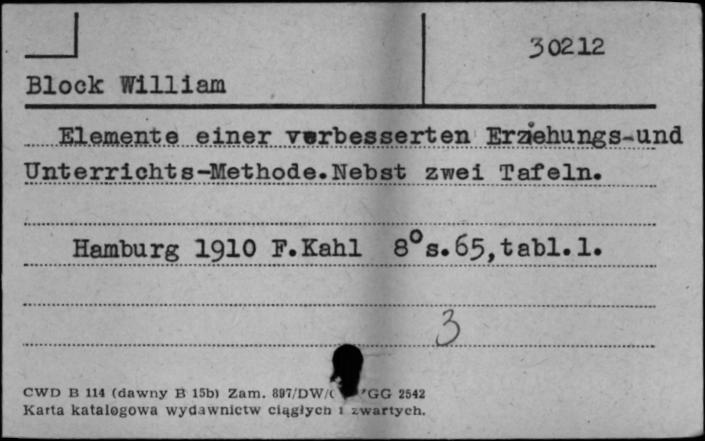 30212
Block William
Elemente einer verbesserten Erziehungs-und
Unterrichts-Methode.Nebst zwei Tafeln.
Hamburg 1910 F.Kahl 8° s.65,tabl.1.
3
CWD B 114 (dawny B 15b) Zam. 897/DW/ GG 2542
Karta katalogowa wydawnictw ciągłych i zwartych.